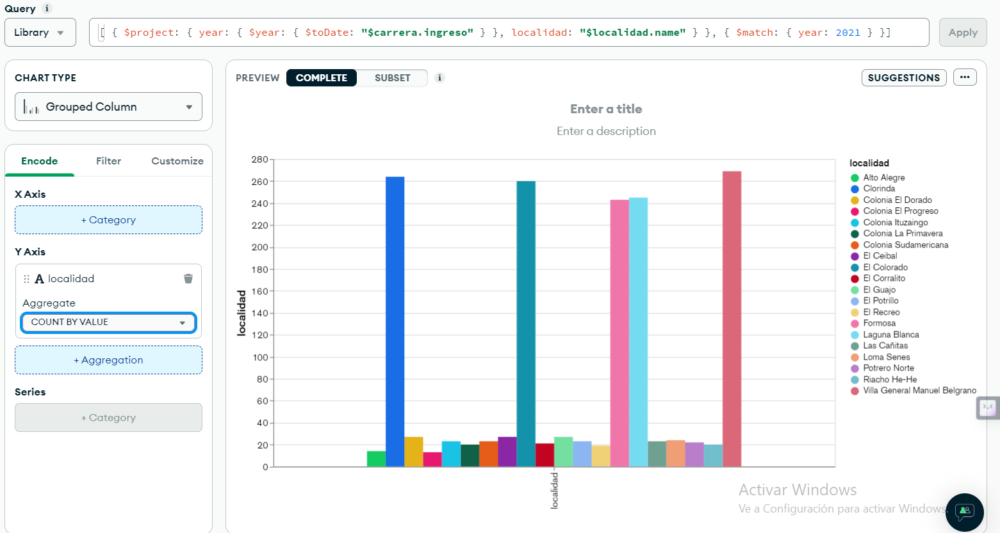 Query i
Library
[ { $project: { year: { $year: { $toDate: "$carrera.ingreso" } }, localidad: "$localidad.name" } }, { $match: { year: 2021 } }]
Apply
CHART TYPE
Grouped Column
Encode
Filter
Customize
X Axis
+ Category
Y Axis
A localidad
Aggregate
COUNT BY VALUE
+ Aggregation
Series
+ Category
PREVIEW
COMPLETE
SUBSET
i
SUGGESTIONS
...
Enter a title
Enter a description
280
260
240
220
200
180
160
140
120
100
80
60
40
20
0
localidad
localidad
localidad
Alto Alegre
Clorinda
Colonia El Dorado
Colonia El Progreso
Colonia Ituzaingo
Colonia La Primavera
Colonia Sudamericana
El Ceibal
El Colorado
El Corralito
El Guajo
El Potrillo
El Recreo
Formosa
Laguna Blanca
Las Cañitas
Loma Senes
Potrero Norte
Riacho He-He
Villa General Manuel Belgrano
Activar Windows
Ve a Configuración para activar Windows.